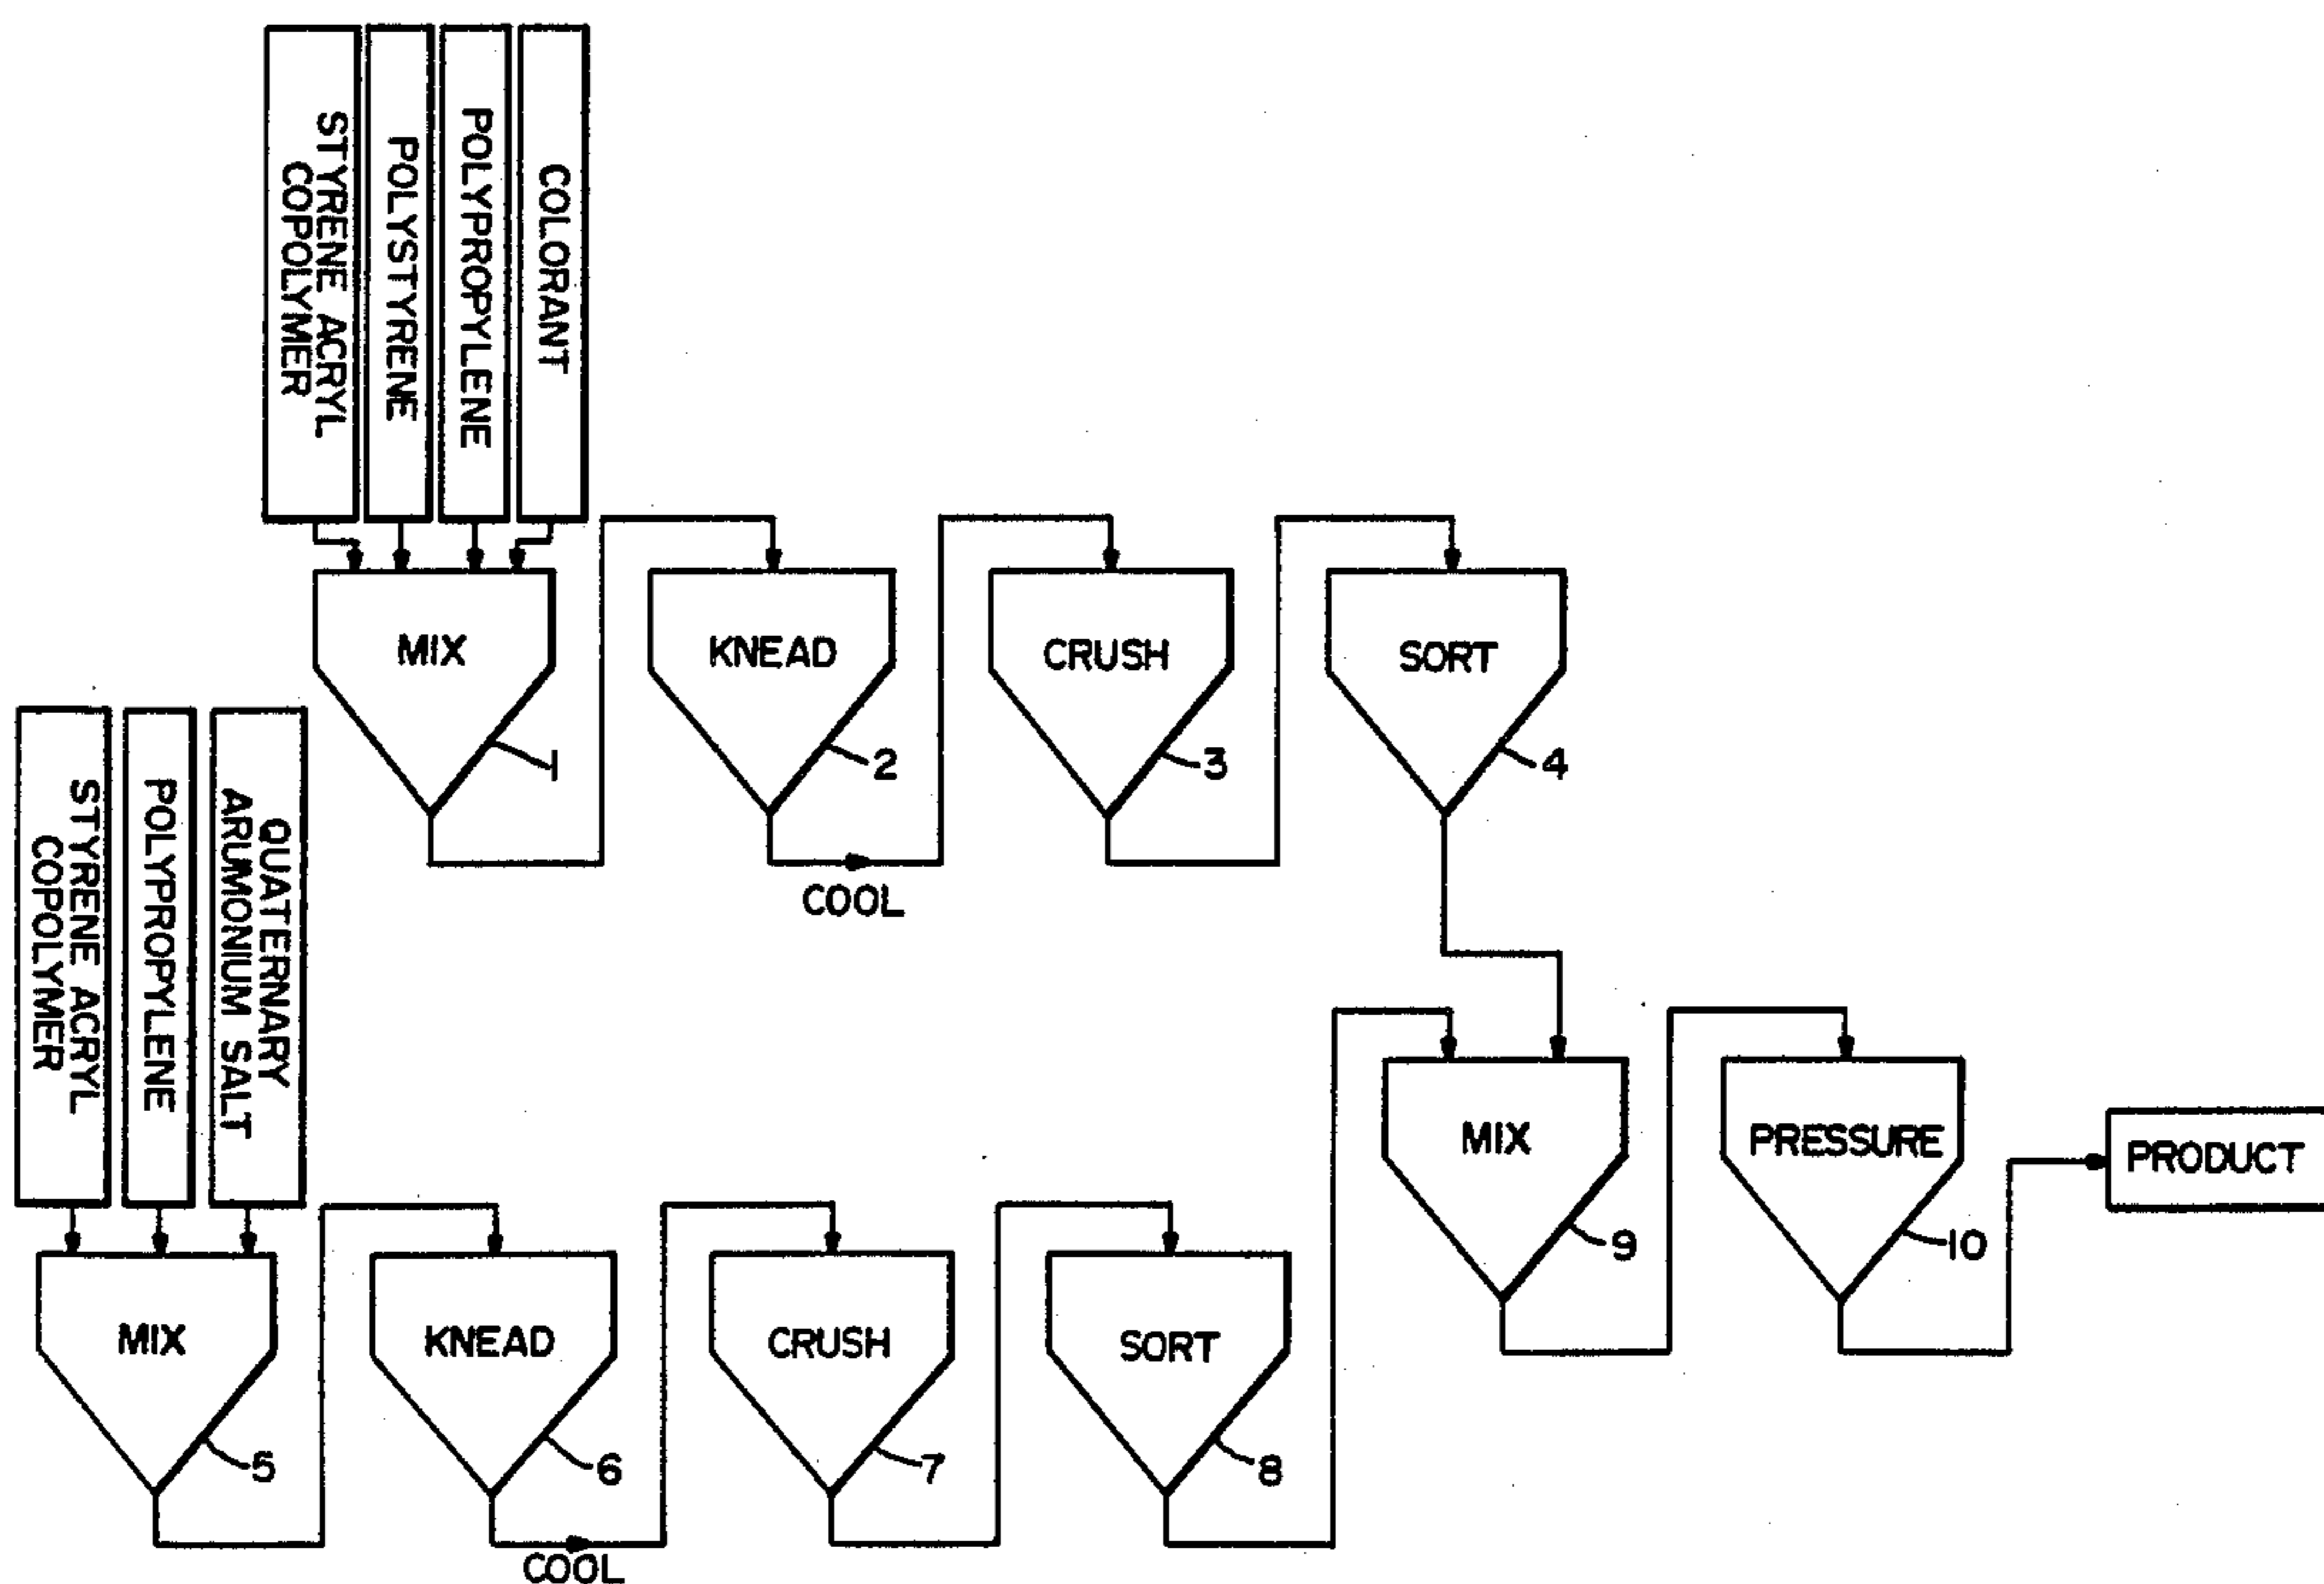 STYRENE ACRYL
COPOLYMER
POLYSTYRENE
POLYPROPYLENE
COLORANT
MIX
KNEAD
CRUSH
SORT
1
2
3
4
COOL
STYRENE ACRYL
COPOLYMER
POLYPROPYLENE
QUATERNARY
ARUMONIUM SALT
MIX
KNEAD
CRUSH
SORT
5
6
7
8
COOL
MIX
PRESSURE
PRODUCT
9
10